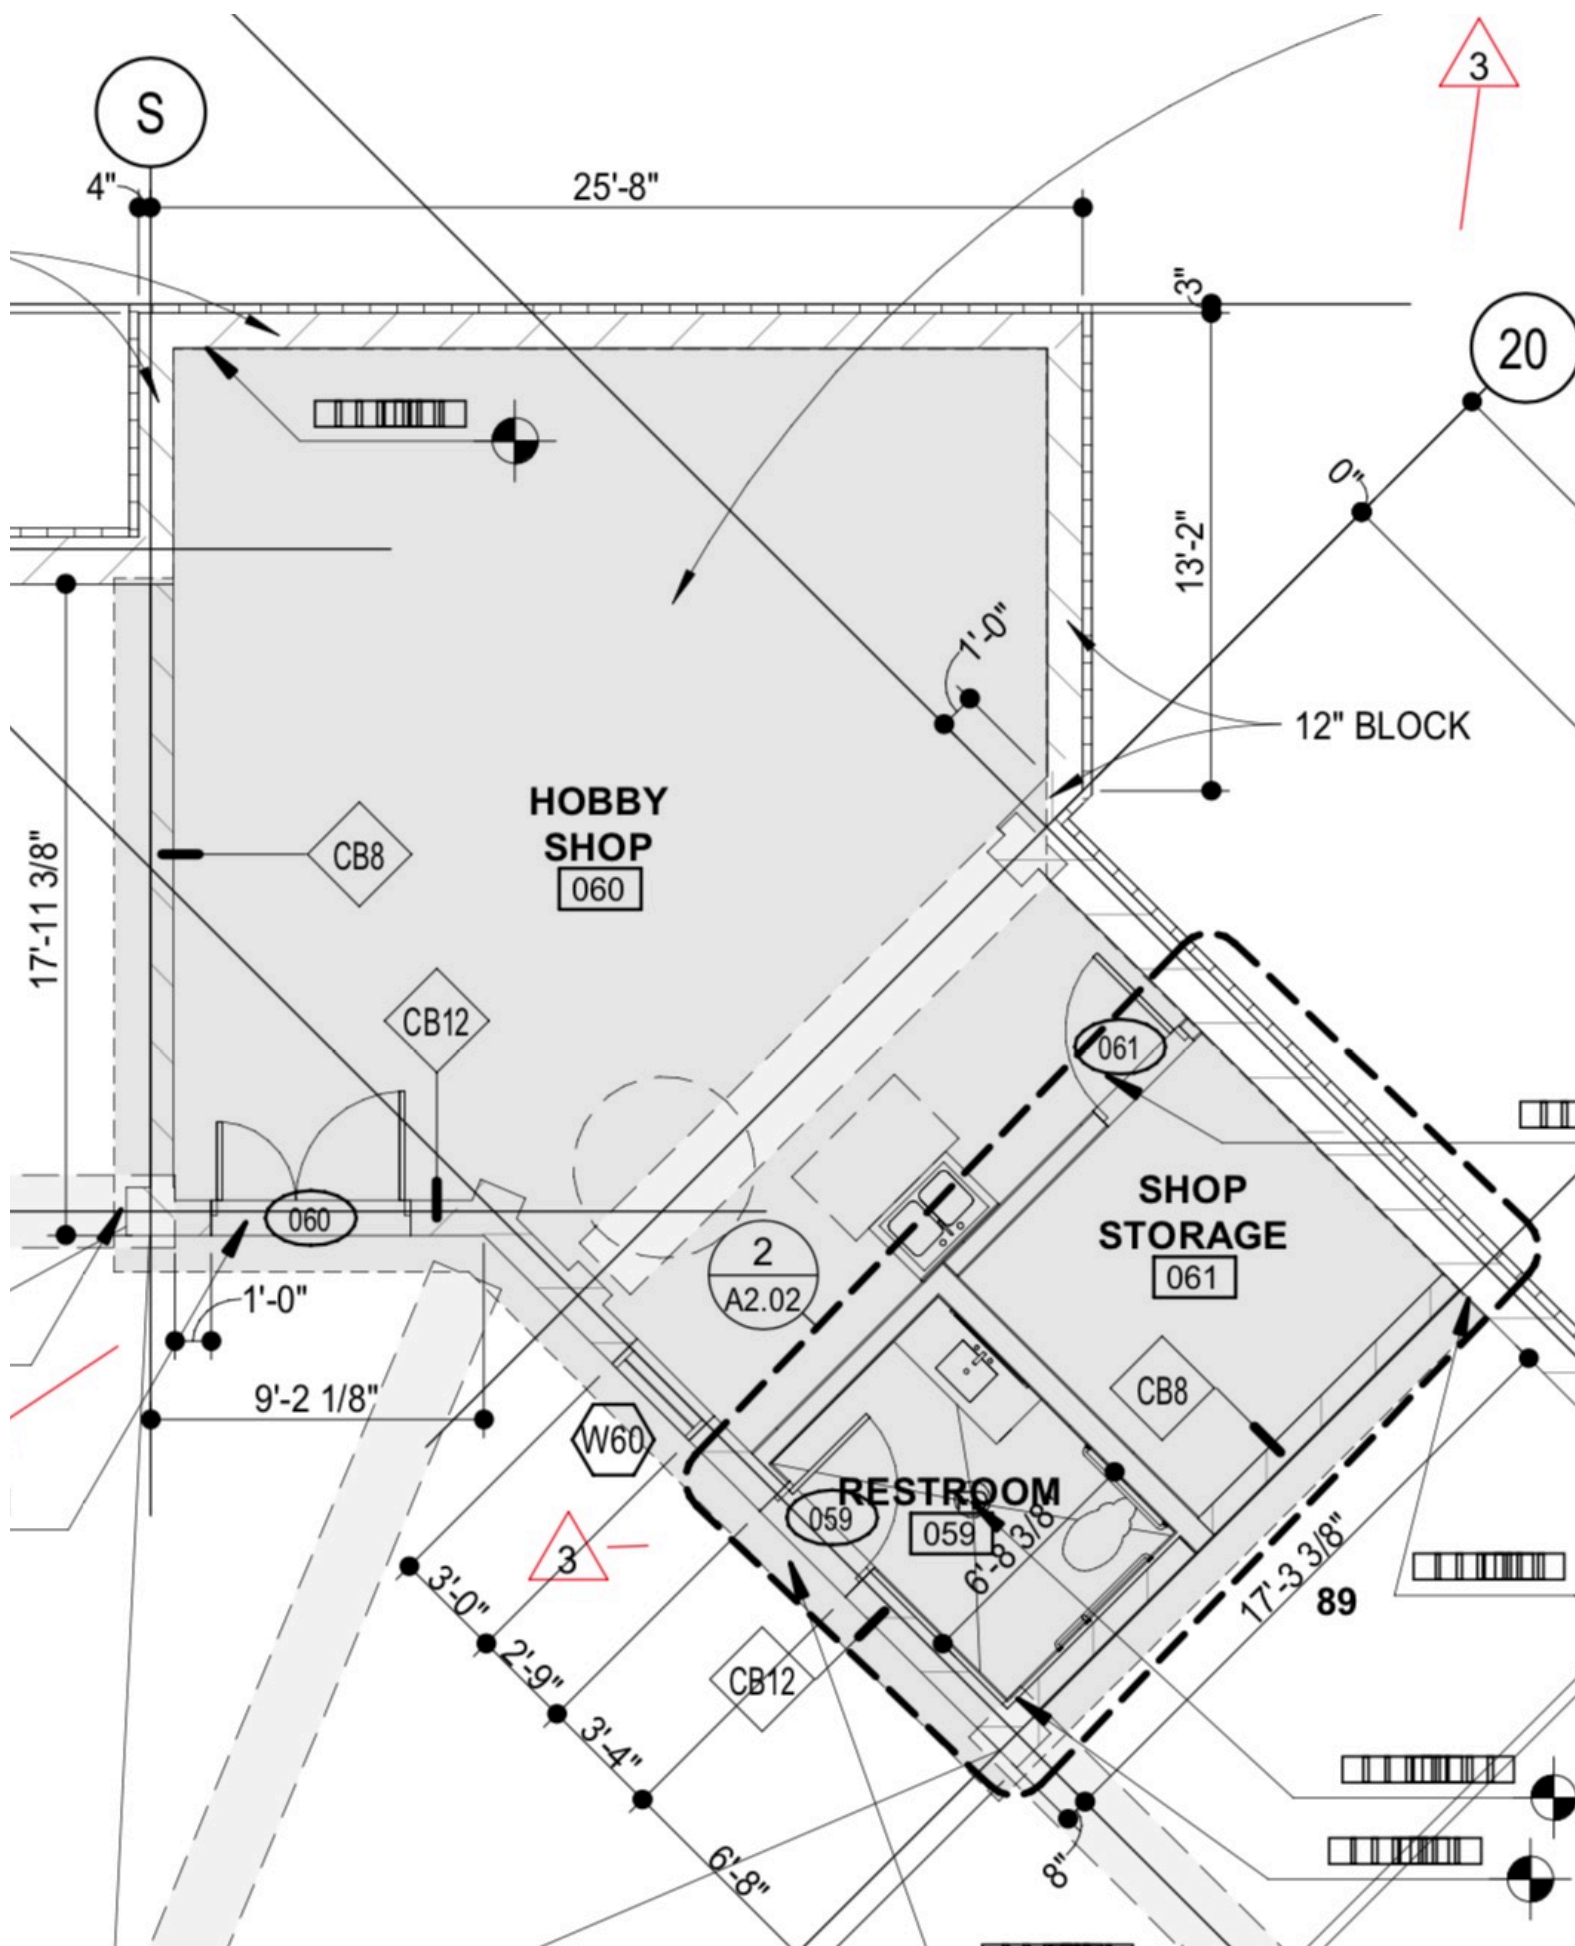 3
S
4"
25'-8"
3"
20
0"
13'-2"
1'-0"
12" BLOCK
HOBBY
SHOP
060
CB8
17'-11 3/8"
CB12
061
SHOP
STORAGE
061
060
2
A2.02
1'-0"
9'-2 1/8"
CB8
W60
RESTROOM
059
059
6'-8 3/8"
17'-3 3/8"
89
3
3'-0"
2'-9"
3'-4"
CB12
6'-8"
8"